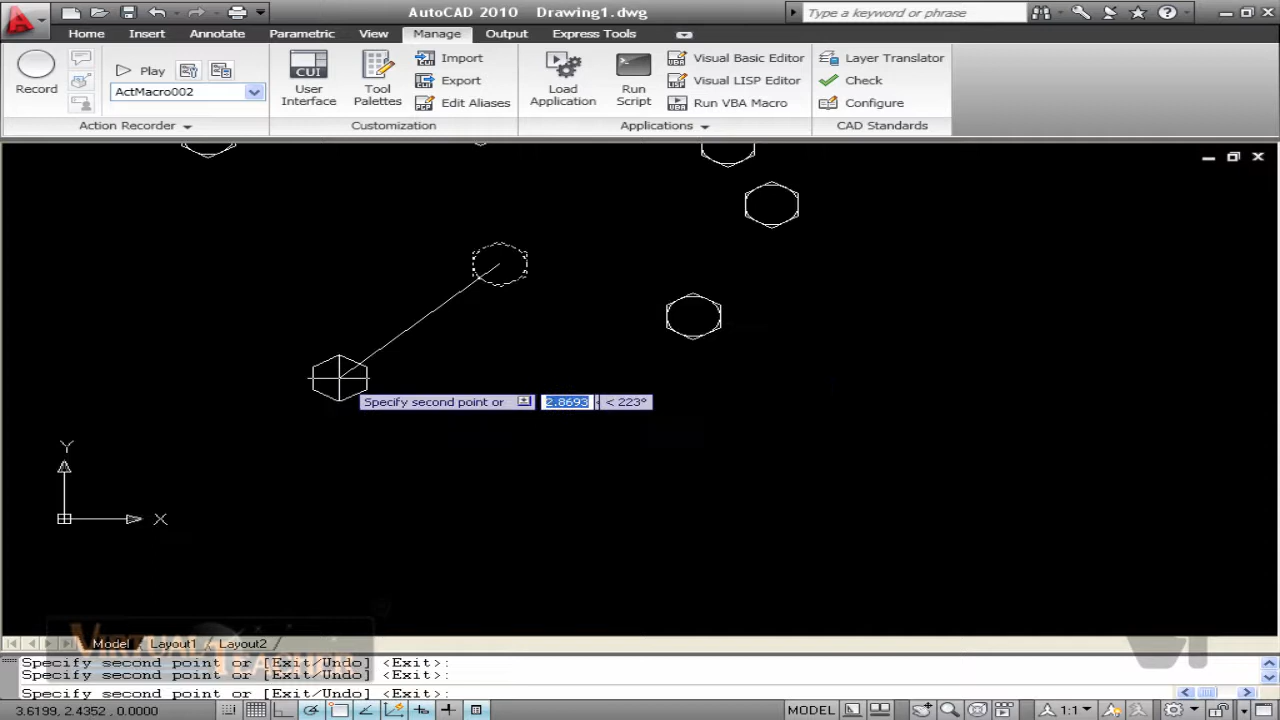 AutoCAD 2010 Drawing1.dwg
Type a keyword or phrase
Home Insert Annotate Parametric View Manage Output Express Tools
Record
Play
ActMacro002
Action Recorder
CUI
User Interface
Tool Palettes
Import
Export
Edit Aliases
Customization
Load Application
Run Script
Visual Basic Editor
Visual LISP Editor
Run VBA Macro
Applications
Layer Translator
Check
Configure
CAD Standards
Specify second point or 2.8693 < 223°
Y
X
Model Layout1 Layout2
Specify second point or [Exit/Undo] <Exit>:
Specify second point or [Exit/Undo] <Exit>:
Specify second point or [Exit/Undo] <Exit>:
3.6199, 2.4352, 0.0000
MODEL
1:1